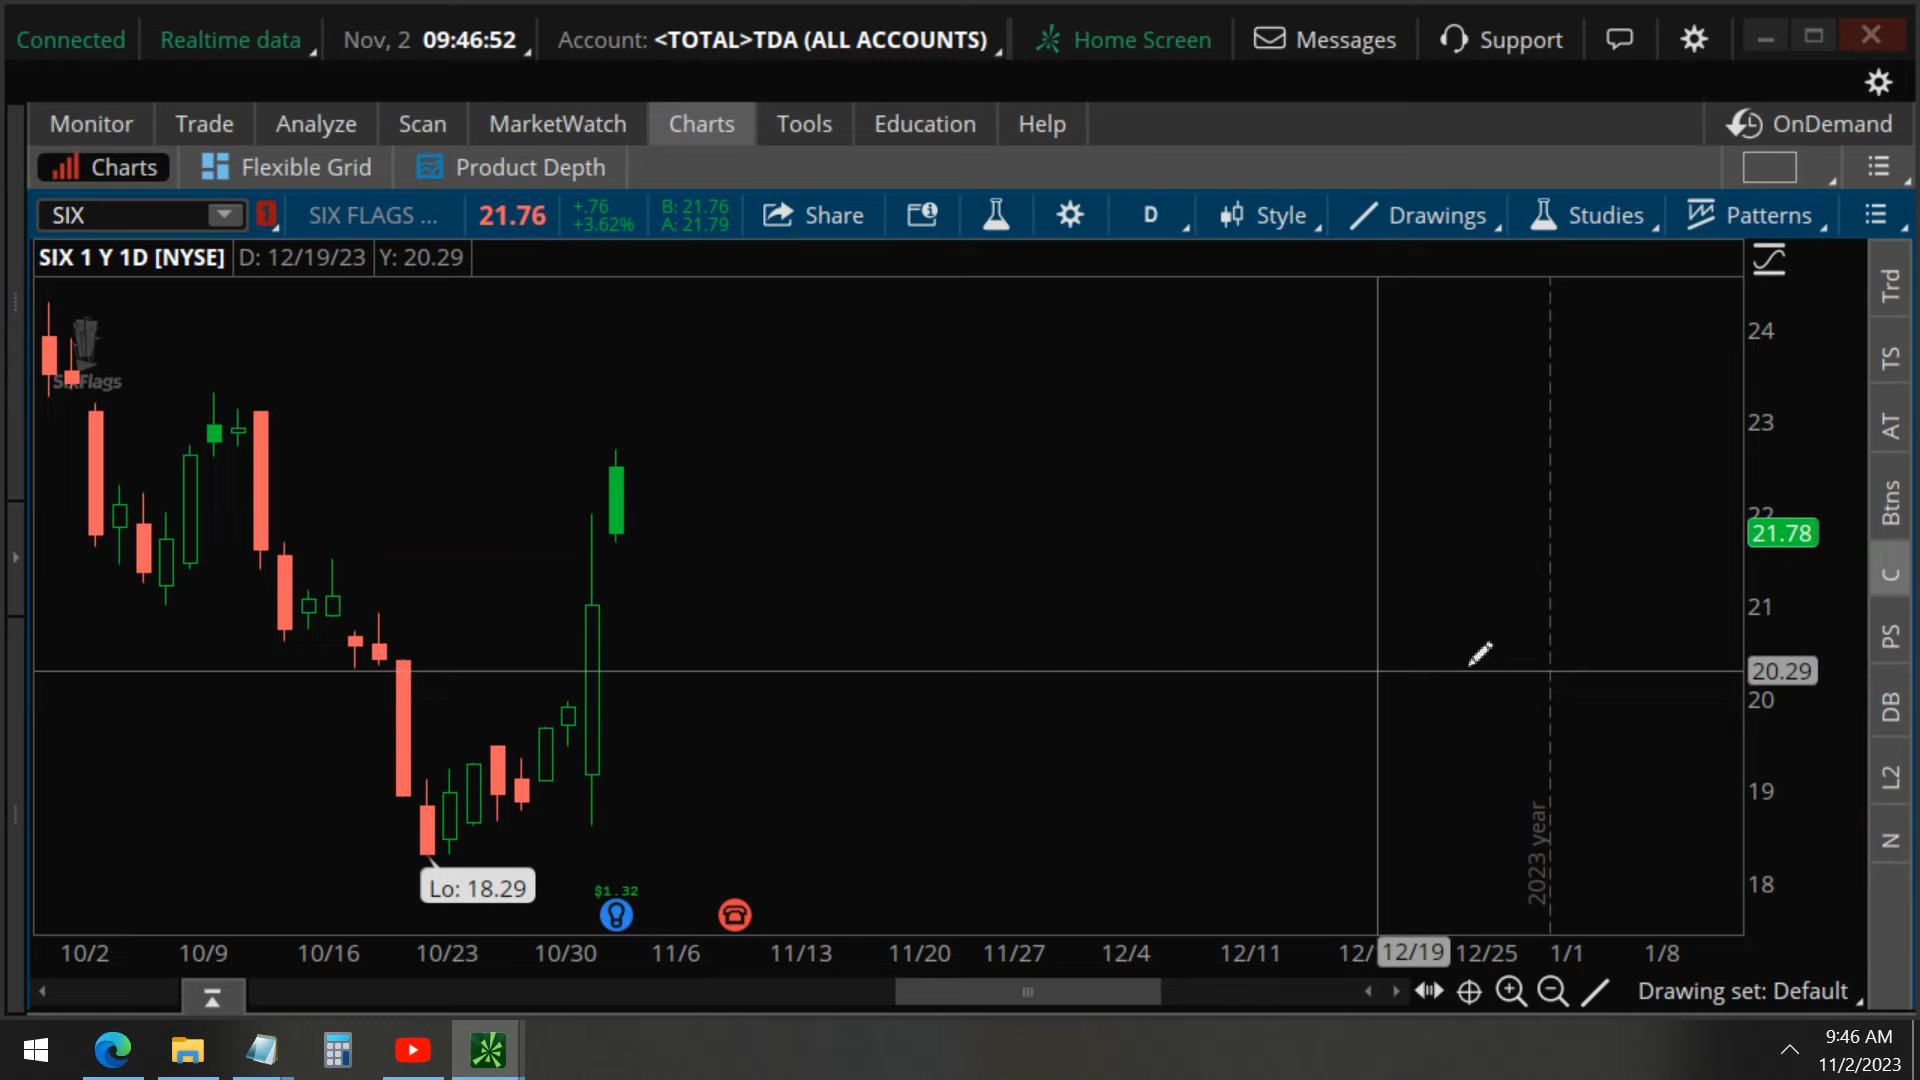 Connected Realtime data Nov, 2 09:46:52 Account: <TOTAL>TDA (ALL ACCOUNTS) Home Screen Messages Support
Monitor Trade Analyze Scan MarketWatch Charts Tools Education Help OnDemand
Charts Flexible Grid Product Depth
SIX 1 SIX FLAGS ... 21.76 +.76 B: 21.76 Share D Style Drawings Studies Patterns
+3.62% A: 21.79
SIX 1 Y 1D [NYSE] D: 12/19/23 Y: 20.29
Trd
24
TS
SixFlags
23
AT
Btns
22
21.78
C
21
PS
20.29
20
DB
L2
19
N
2023 year
18
Lo: 18.29
$1.32
10/2 10/9 10/16 10/23 10/30 11/6 11/13 11/20 11/27 12/4 12/11 12/ 12/19 12/25 1/1 1/8
Drawing set: Default
9:46 AM
11/2/2023